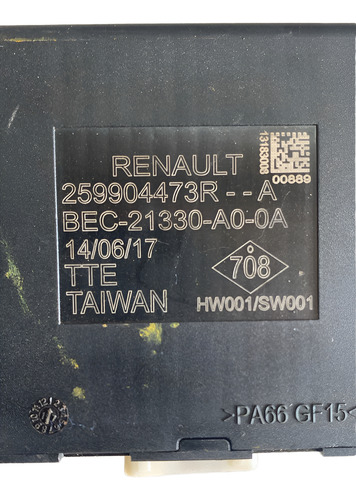 13183008
00889
RENAULT
259904473R -- A
BEC-21330-A0-0A
14/06/17
TTE
TAIWAN
708
HW001/SW001
>PA66 GF15<